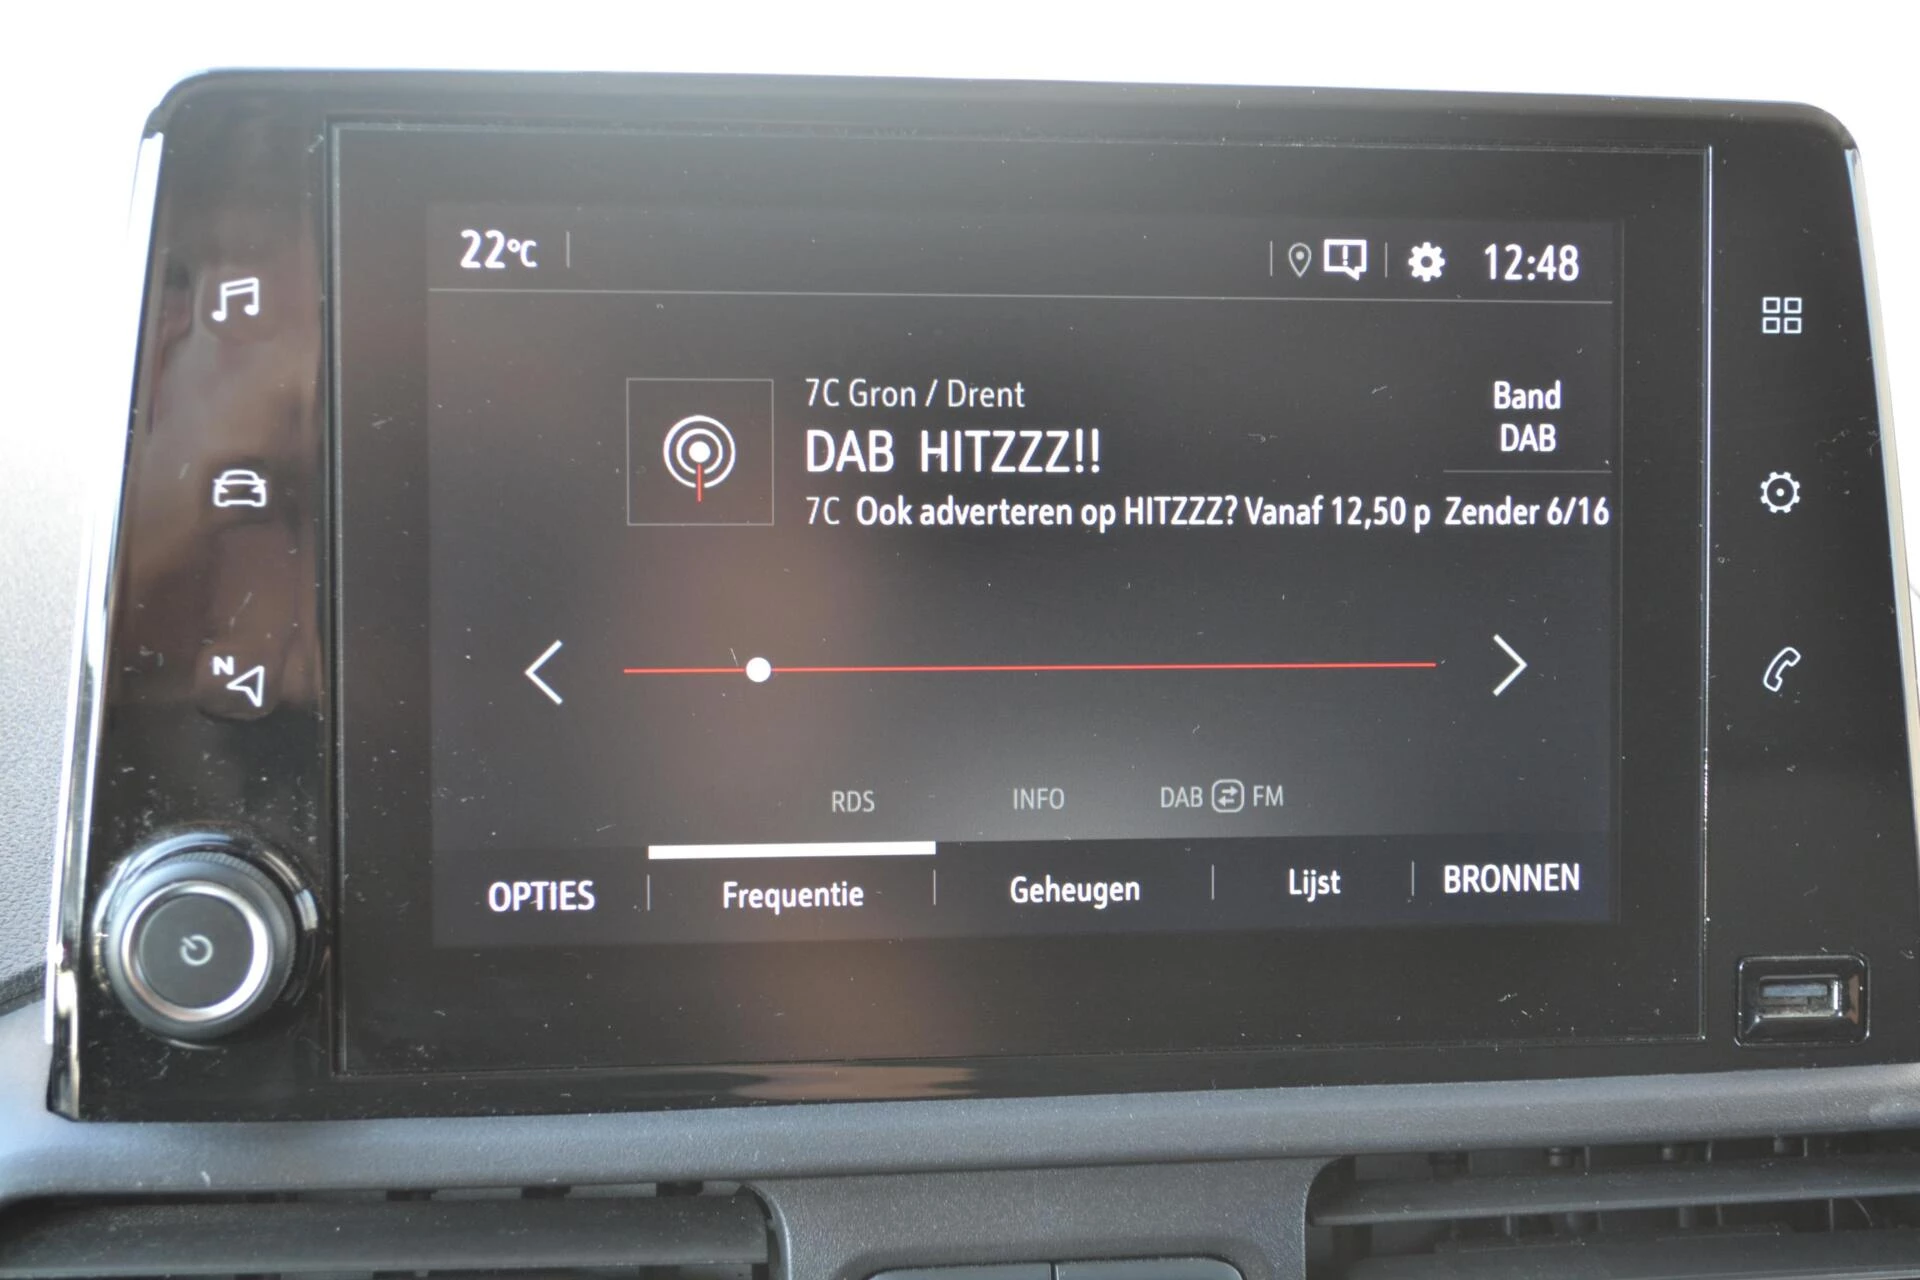 22°C
12:48
7C Gron / Drent
DAB HITZZZ!!
7C Ook adverteren op HITZZZ? Vanaf 12,50 p
Band
DAB
Zender 6/16
N
RDS INFO DAB FM
OPTIES Frequentie Geheugen Lijst BRONNEN